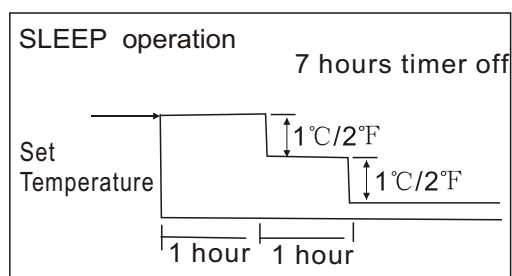 SLEEP operation
7 hours timer off
1℃/2℉
Set
Temperature
1℃/2℉
1 hour
1 hour